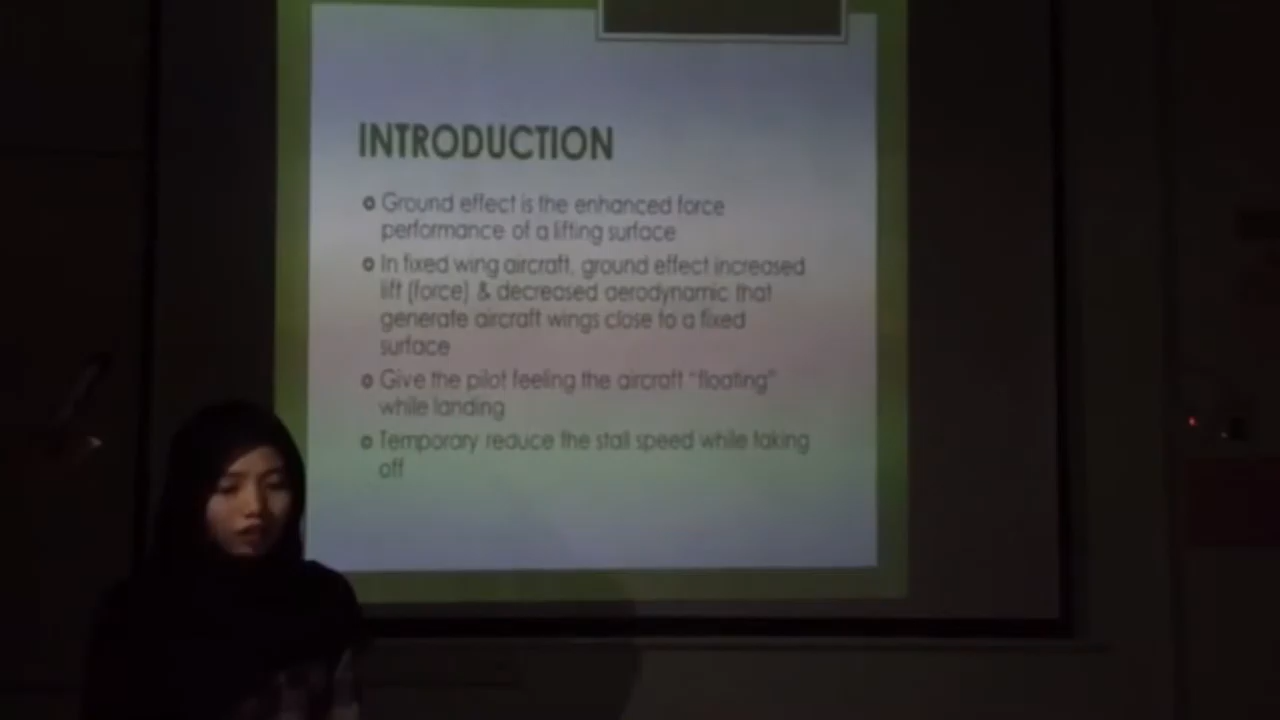 INTRODUCTION
Ground effect is the enhanced force
performance of a lifting surface
In fixed wing aircraft, ground effect increased
lift (force) & decreased aerodynamic that
generate aircraft wings close to a fixed
surface
Give the pilot feeling the aircraft "floating"
while landing
Temporary reduce the stall speed while taking
off